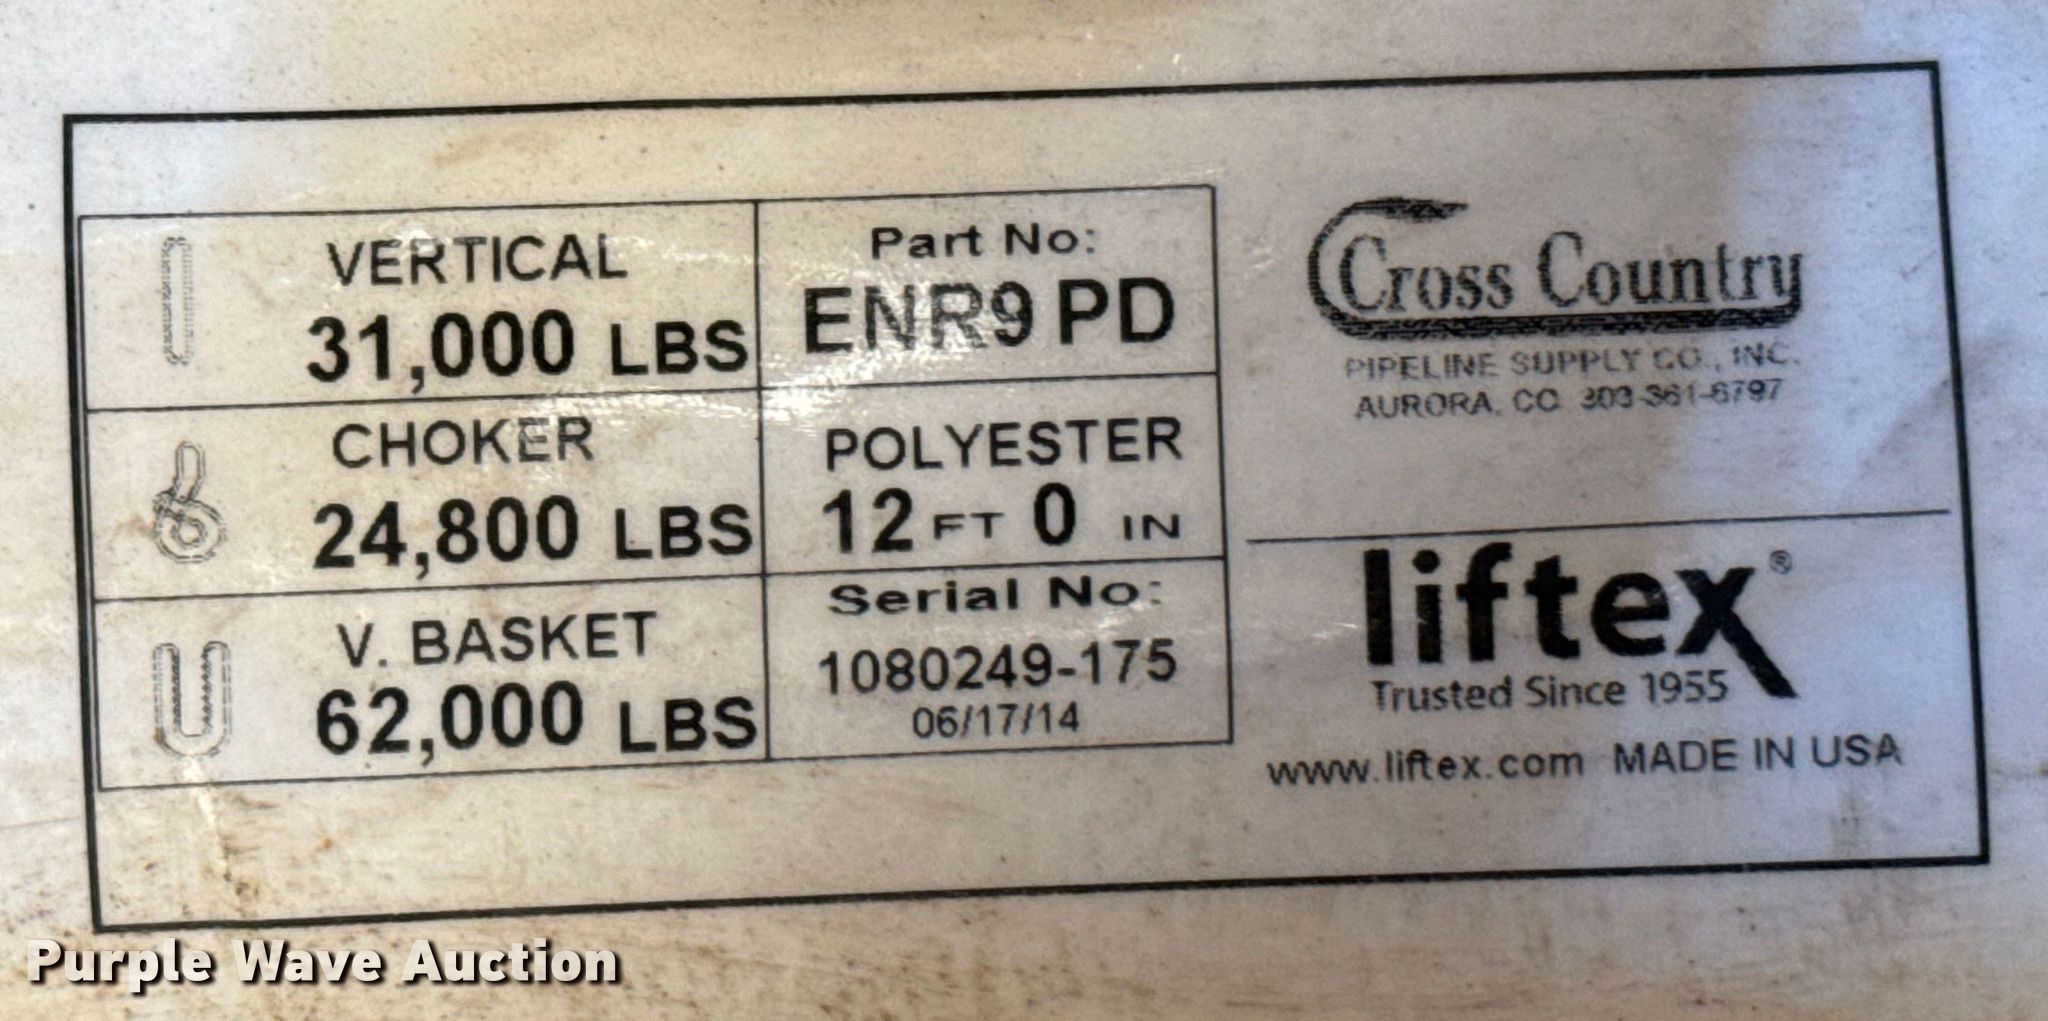 VERTICAL
31,000 LBS
CHOKER
24,800 LBS
V. BASKET
62,000 LBS
Part No:
ENR9 PD
POLYESTER
12 FT 0 IN
Serial No:
1080249-175
06/17/14
Cross Country
PIPELINE SUPPLY CO., INC.
AURORA, CO 303-361-6797
liftex®
Trusted Since 1955
www.liftex.com MADE IN USA
Purple Wave Auction